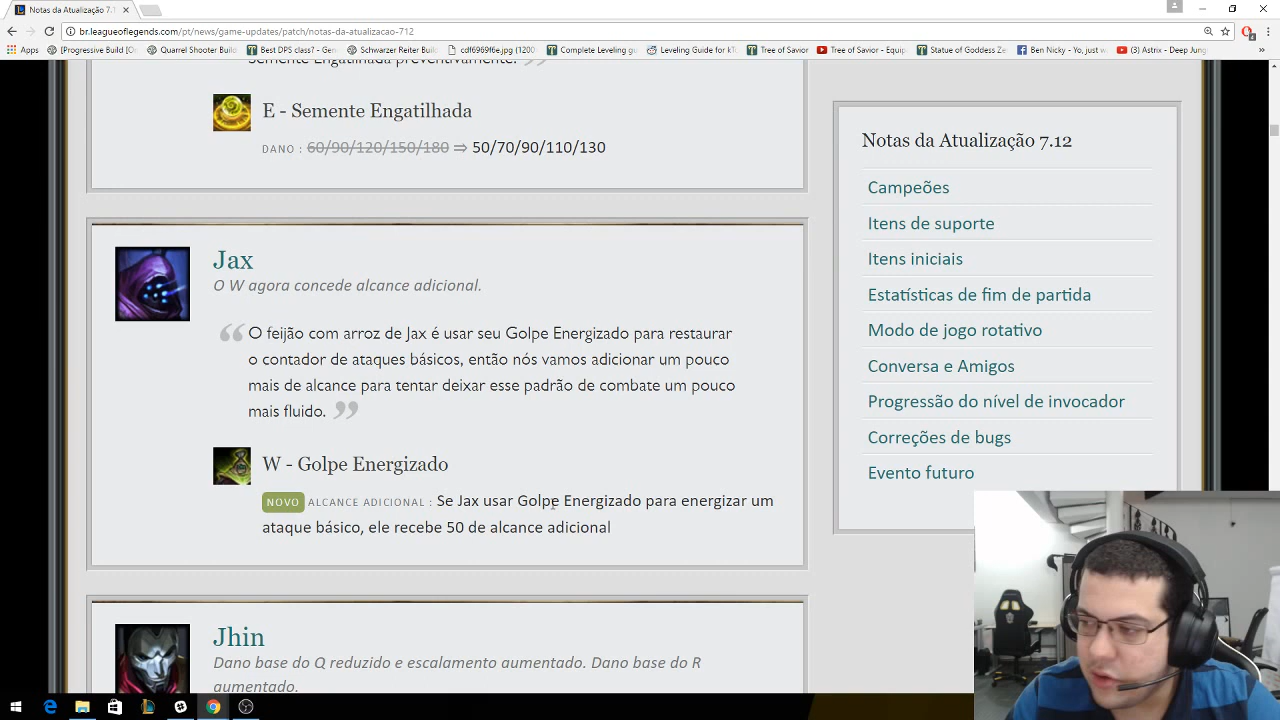 Notas da Atualização 7.1
br.leagueoflegends.com/pt/news/game-updates/patch/notas-da-atualizacao-712
Apps
[Progressive Build
Quarrel Shooter Build
Best DPS class? - Gene
Schwarzer Reiter Build
cdf6969f6e.jpg (1200
Complete Leveling gu
Leveling Guide for kT
Tree of Savior
Tree of Savior - Equip
Statue of Goddess Ze
Ben Nicky - Yo, just w
(3) Astrix — Deep Jung
»
Semente Engatilhada preventivamente. ”
E - Semente Engatilhada
DANO : 60/90/120/150/180 ⇒ 50/70/90/110/130
Jax
O W agora concede alcance adicional.
“ O feijão com arroz de Jax é usar seu Golpe Energizado para restaurar
o contador de ataques básicos, então nós vamos adicionar um pouco
mais de alcance para tentar deixar esse padrão de combate um pouco
mais fluido. ”
W - Golpe Energizado
NOVO ALCANCE ADICIONAL : Se Jax usar Golpe Energizado para energizar um
ataque básico, ele recebe 50 de alcance adicional
Jhin
Dano base do Q reduzido e escalamento aumentado. Dano base do R
aumentado.
Notas da Atualização 7.12
Campeões
Itens de suporte
Itens iniciais
Estatísticas de fim de partida
Modo de jogo rotativo
Conversa e Amigos
Progressão do nível de invocador
Correções de bugs
Evento futuro